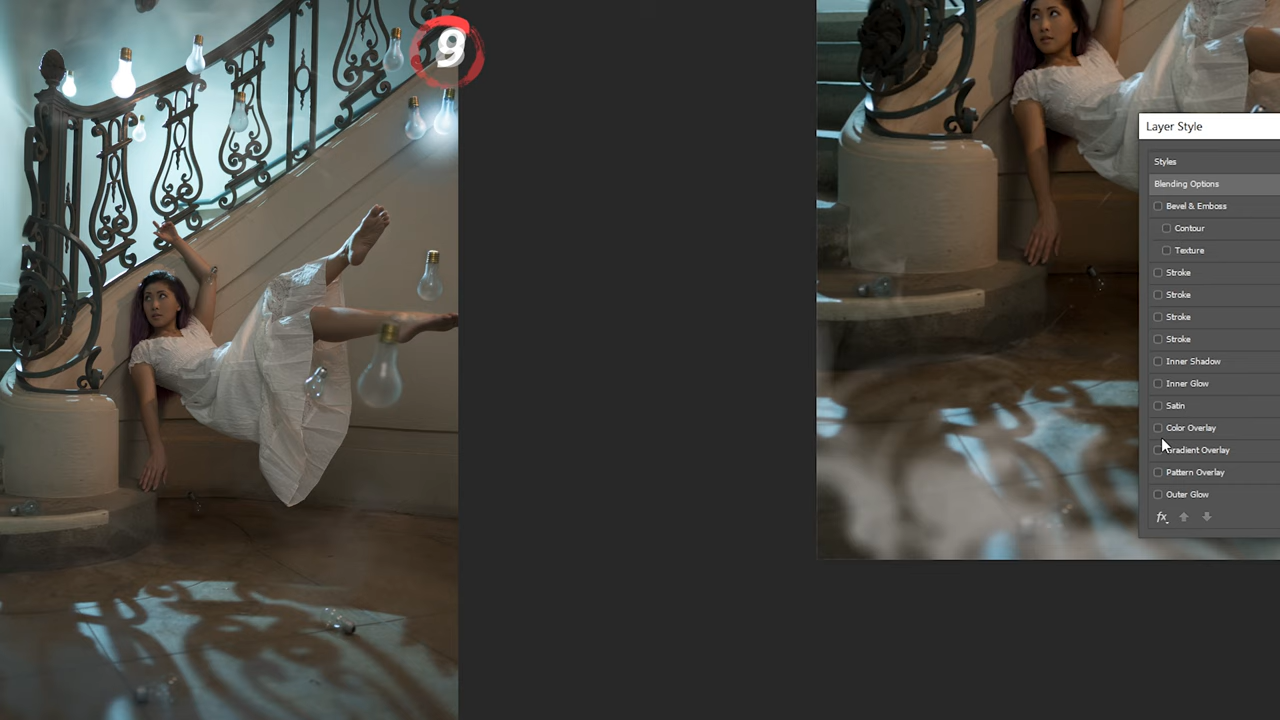 9
Layer Style
Styles
Blending Options
Bevel & Emboss
Contour
Texture
Stroke
Stroke
Stroke
Stroke
Inner Shadow
Inner Glow
Satin
Color Overlay
Gradient Overlay
Pattern Overlay
Outer Glow
fx